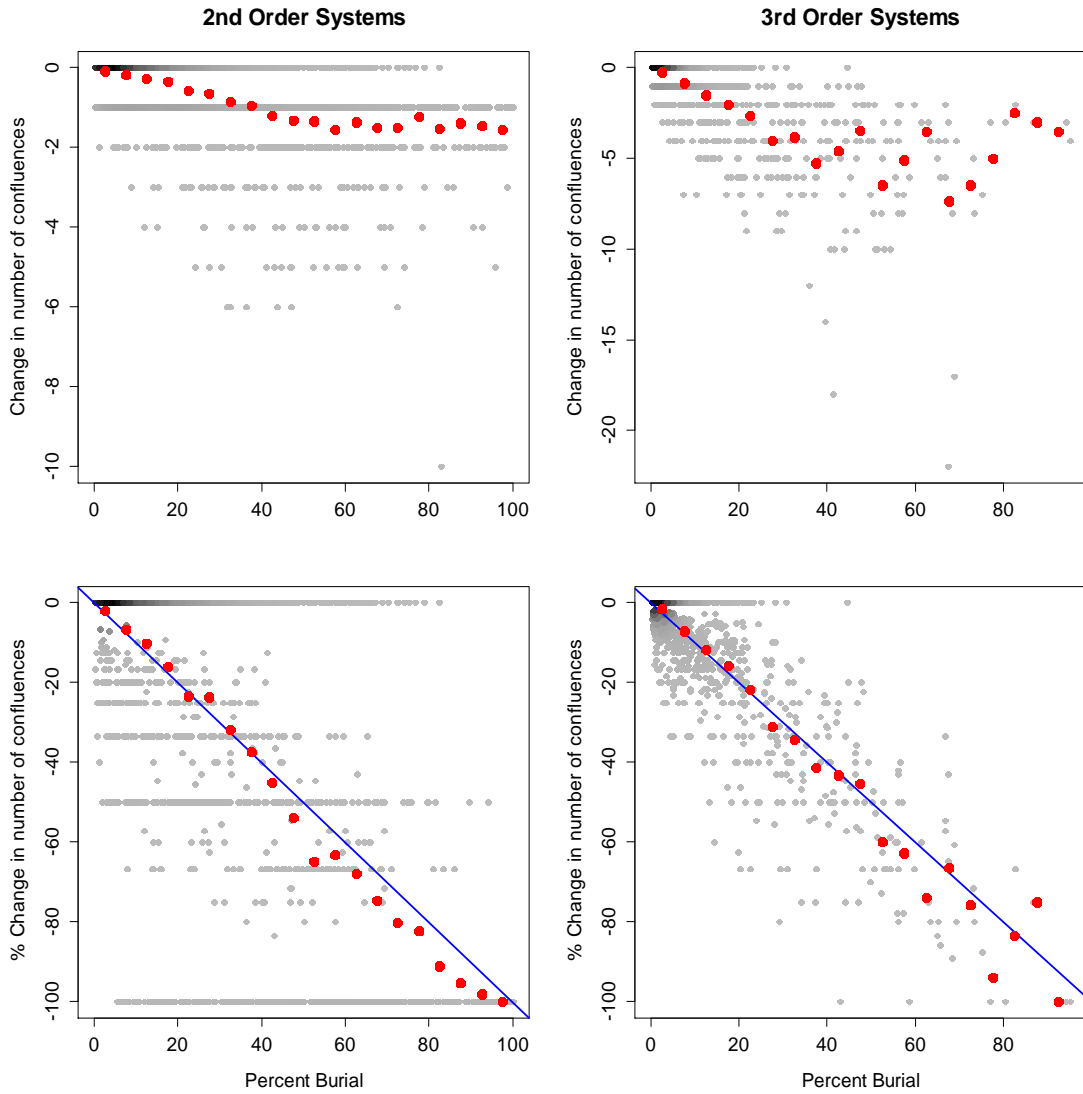 2nd Order Systems
3rd Order Systems
Change in number of confluences
0
-2
-4
-6
-8
-10
0 20 40 60 80 100
Change in number of confluences
0
-5
-10
-15
-20
0 20 40 60 80
% Change in number of confluences
0
-20
-40
-60
-80
-100
0 20 40 60 80 100
Percent Burial
% Change in number of confluences
0
-20
-40
-60
-80
-100
0 20 40 60 80
Percent Burial